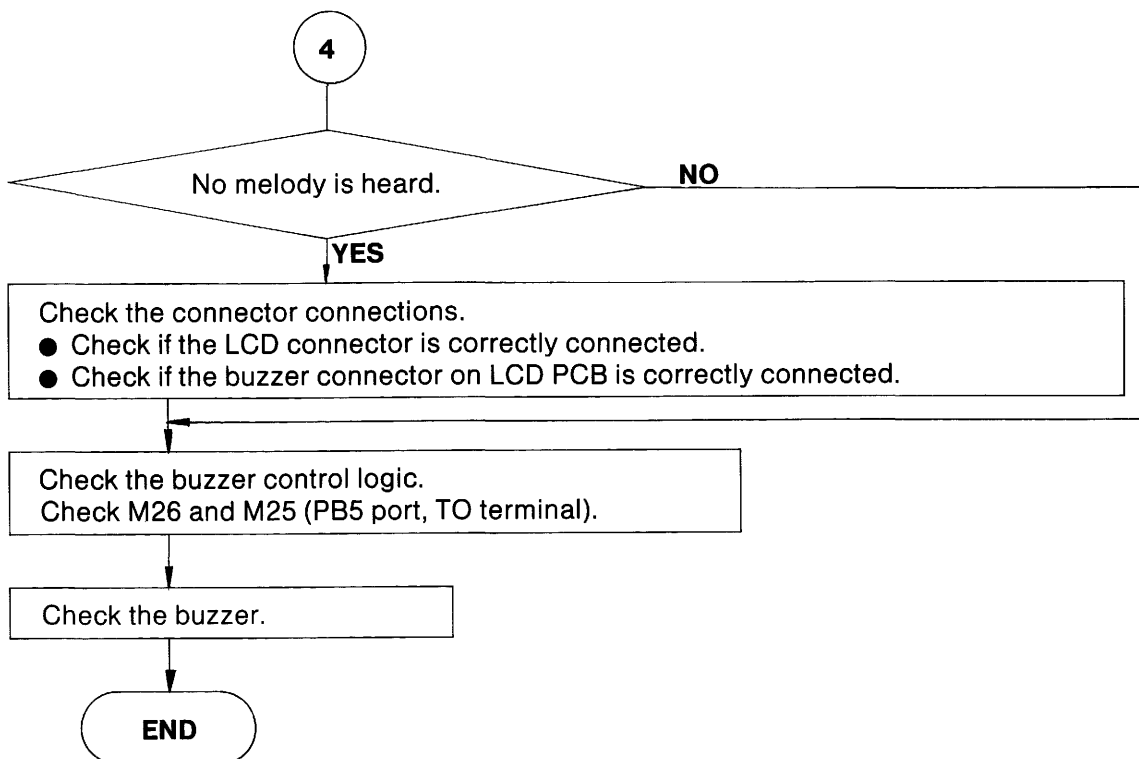 4
No melody is heard.
NO
YES
Check the connector connections.
● Check if the LCD connector is correctly connected.
● Check if the buzzer connector on LCD PCB is correctly connected.
Check the buzzer control logic.
Check M26 and M25 (PB5 port, TO terminal).
Check the buzzer.
END